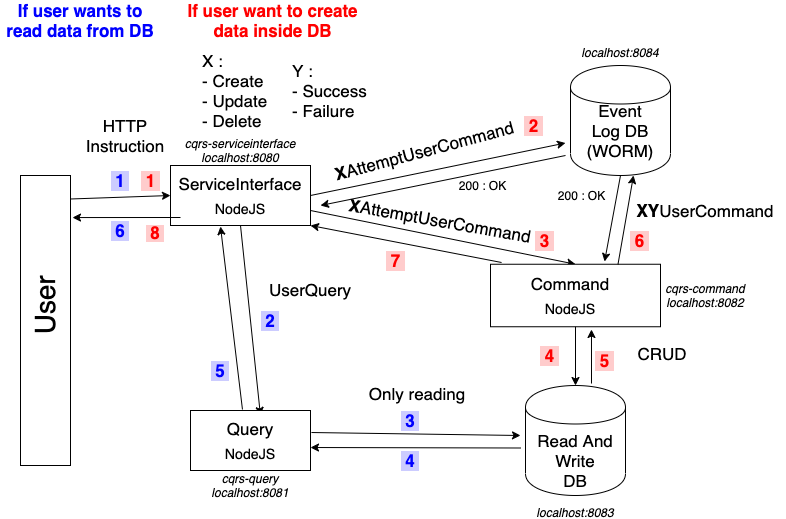 If user wants to
read data from DB
If user want to create
data inside DB
X :
- Create
- Update
- Delete
Y :
- Success
- Failure
localhost:8084
Event
Log DB
(WORM)
HTTP
Instruction
cqrs-serviceinterface
localhost:8080
ServiceInterface
NodeJS
1
1
6
8
XAttemptUserCommand
2
200 : OK
XAttemptUserCommand
3
7
200 : OK
XYUserCommand
6
User
UserQuery
2
5
Command
NodeJS
cqrs-command
localhost:8082
4
5
CRUD
Only reading
3
4
Query
NodeJS
cqrs-query
localhost:8081
Read And
Write
DB
localhost:8083